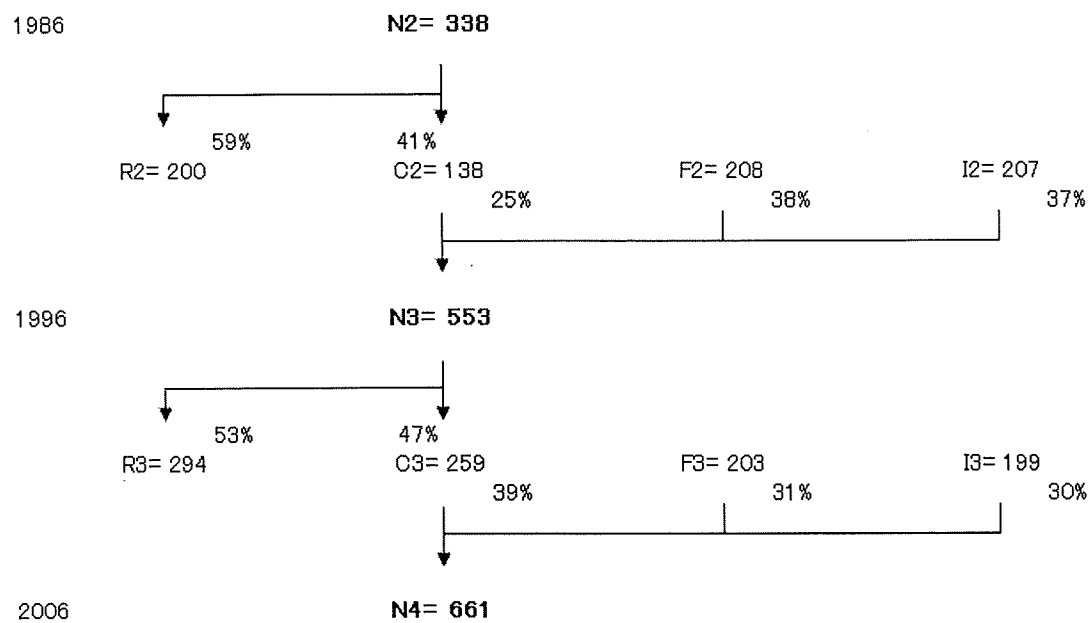 1986 N2= 338
59% 41%
R2= 200 C2= 138 F2= 208 I2= 207
25% 38% 37%
1996 N3= 553
53% 47%
R3= 294 C3= 259 F3= 203 I3= 199
39% 31% 30%
2006 N4= 661